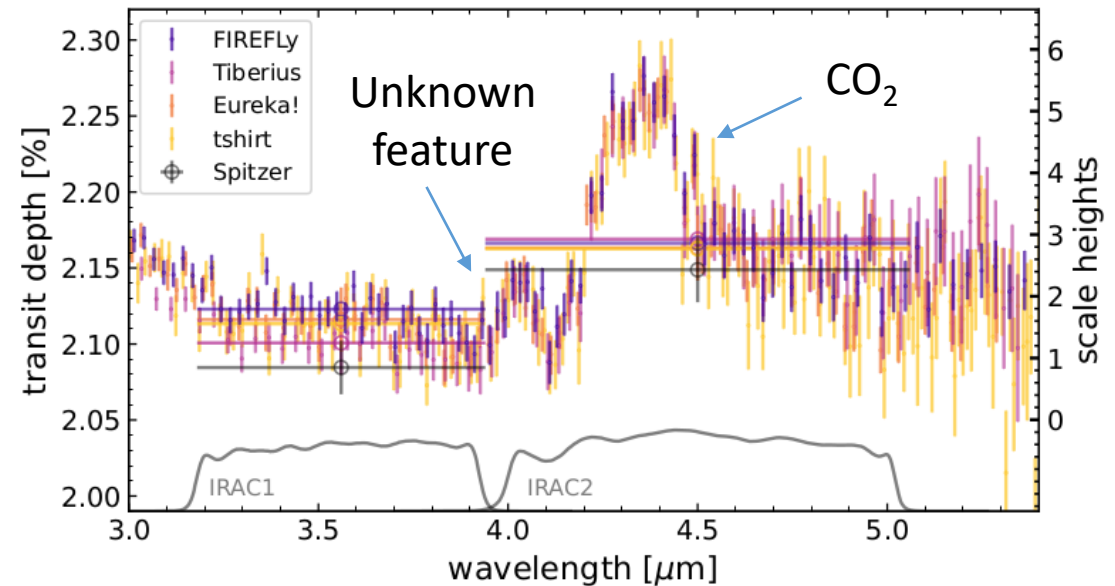 FIREFLy
Tiberius
Eureka!
tshirt
Spitzer
Unknown
feature
CO₂
2.30
2.25
2.20
2.15
2.10
2.05
2.00
transit depth [%]
6
5
4
3
2
1
0
scale heights
IRAC1
IRAC2
3.0
3.5
4.0
4.5
5.0
wavelength [μm]